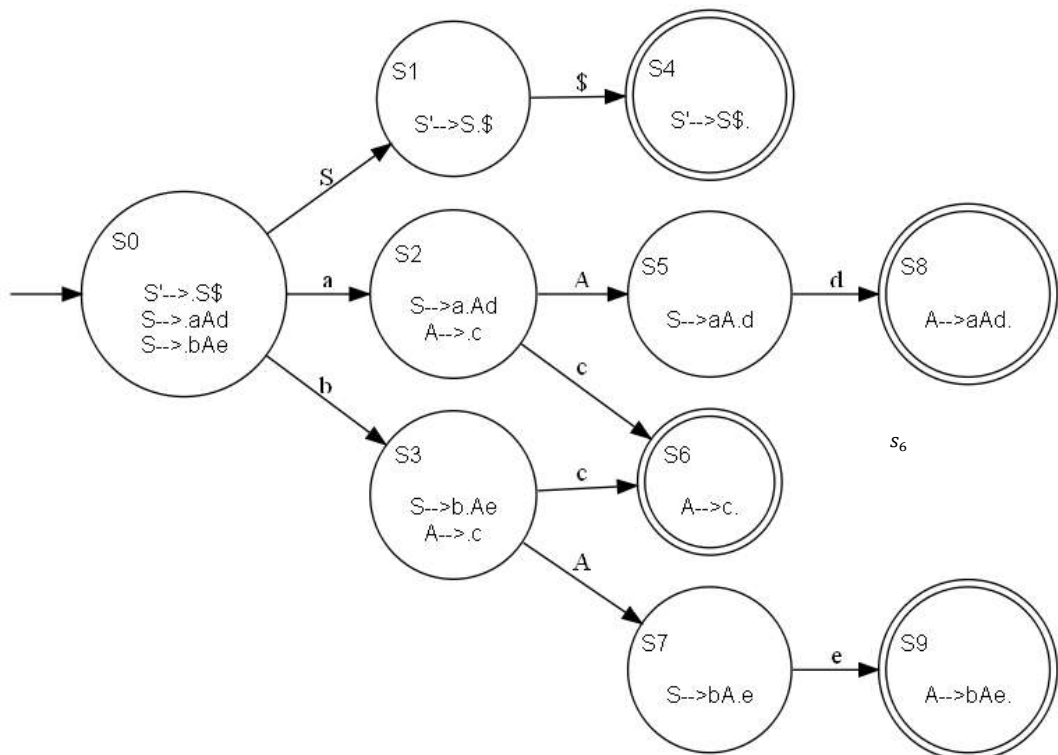 S1
S'-->S.$
$
S4
S'-->S$.
S
S0
S'-->.S$
S-->.aAd
S-->.bAe
a
S2
S-->a.Ad
A-->.c
A
S5
S-->aA.d
d
S8
A-->aAd.
c
b
S3
S-->b.Ae
A-->.c
c
S6
A-->c.
s₆
A
S7
S-->bA.e
e
S9
A-->bAe.